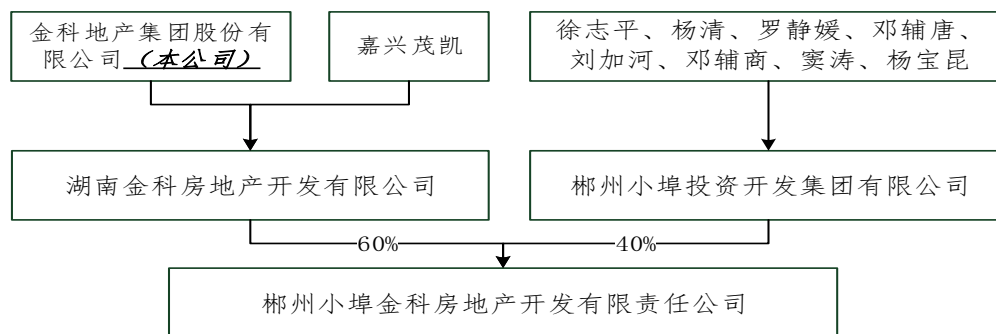 金科地产集团股份有
限公司（本公司）
嘉兴茂凯
徐志平、杨清、罗静媛、邓辅唐、
刘加河、邓辅商、窦涛、杨宝昆
湖南金科房地产开发有限公司
郴州小埠投资开发集团有限公司
60%
40%
郴州小埠金科房地产开发有限责任公司